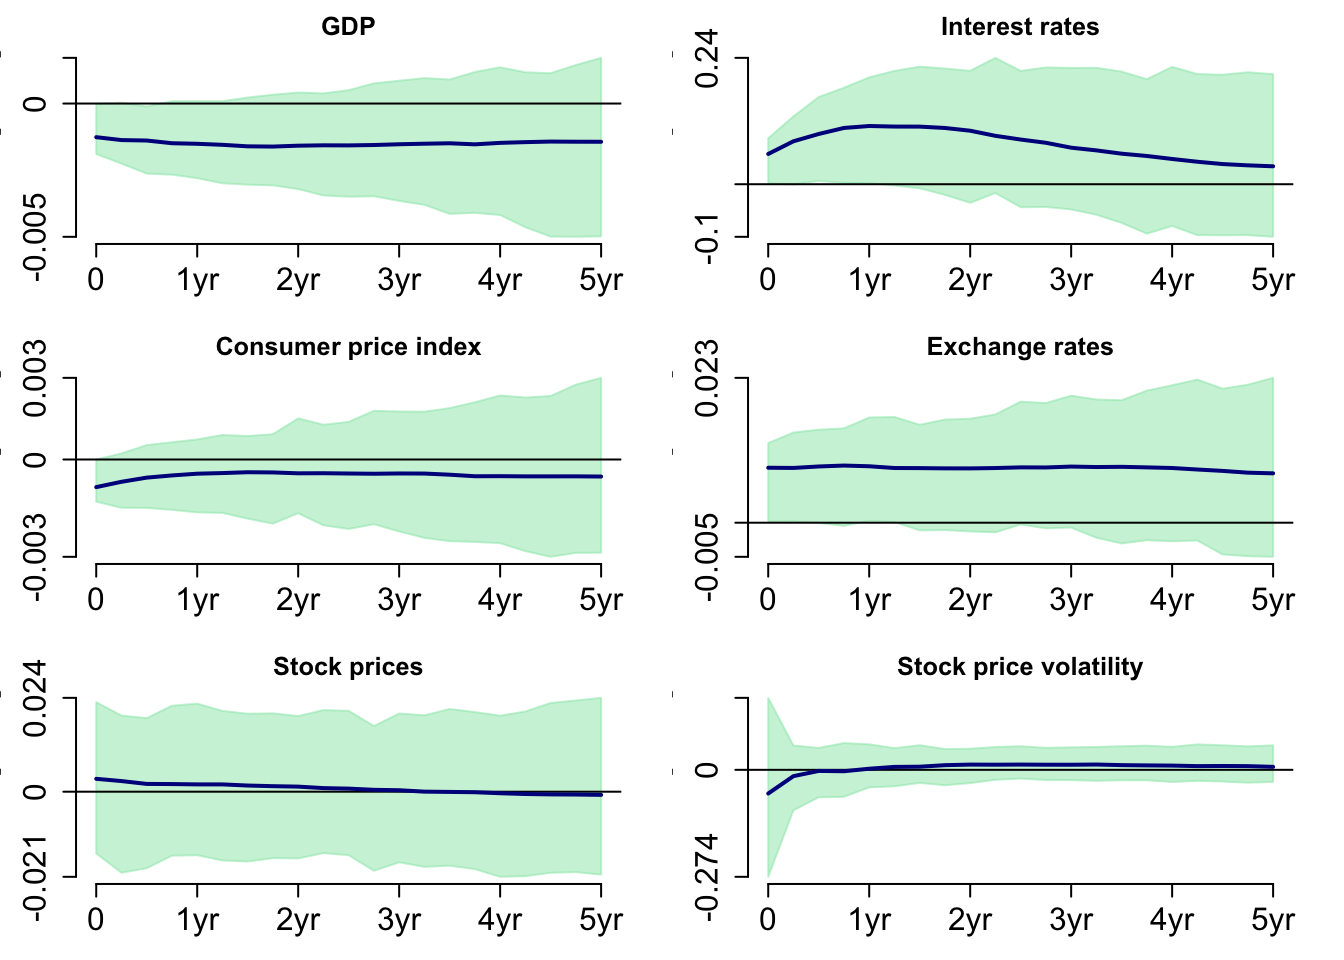 GDP
0
-0.005
0 1yr 2yr 3yr 4yr 5yr
Interest rates
0.24
-0.1
0 1yr 2yr 3yr 4yr 5yr
Consumer price index
0.003
0
-0.003
0 1yr 2yr 3yr 4yr 5yr
Exchange rates
0.023
-0.005
0 1yr 2yr 3yr 4yr 5yr
Stock prices
0.024
0
-0.021
0 1yr 2yr 3yr 4yr 5yr
Stock price volatility
0
-0.274
0 1yr 2yr 3yr 4yr 5yr